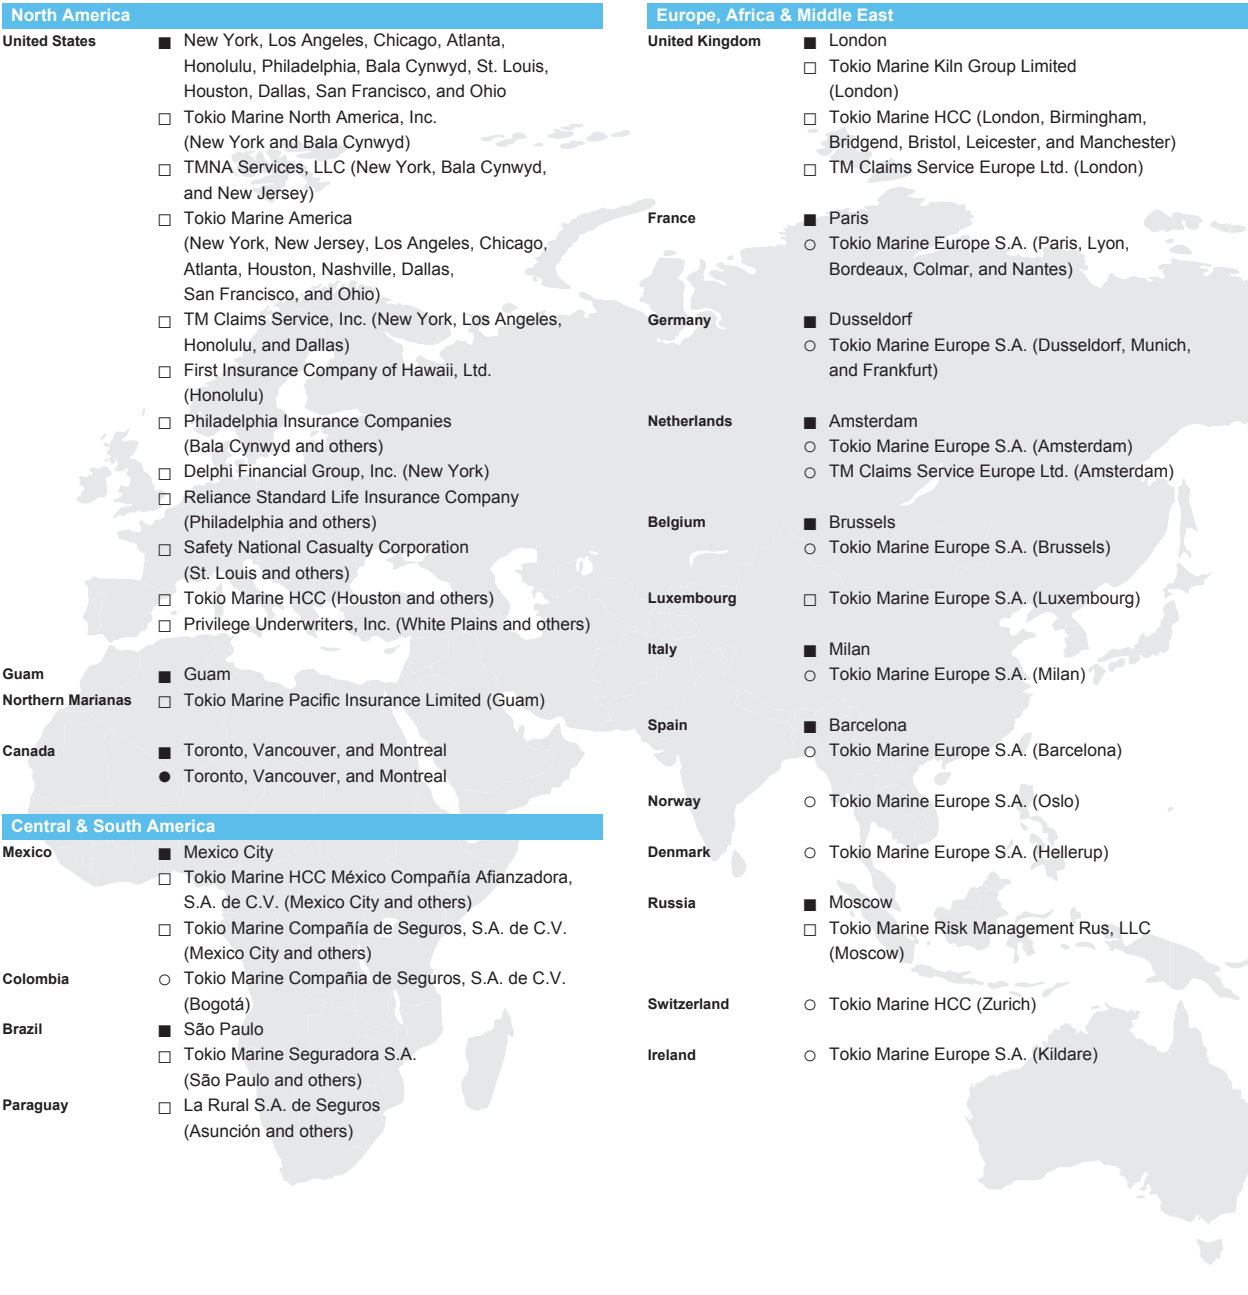 North America
United States ■ New York, Los Angeles, Chicago, Atlanta,
Honolulu, Philadelphia, Bala Cynwyd, St. Louis,
Houston, Dallas, San Francisco, and Ohio
□ Tokio Marine North America, Inc.
(New York and Bala Cynwyd)
□ TMNA Services, LLC (New York, Bala Cynwyd,
and New Jersey)
□ Tokio Marine America
(New York, New Jersey, Los Angeles, Chicago,
Atlanta, Houston, Nashville, Dallas,
San Francisco, and Ohio)
□ TM Claims Service, Inc. (New York, Los Angeles,
Honolulu, and Dallas)
□ First Insurance Company of Hawaii, Ltd.
(Honolulu)
□ Philadelphia Insurance Companies
(Bala Cynwyd and others)
□ Delphi Financial Group, Inc. (New York)
□ Reliance Standard Life Insurance Company
(Philadelphia and others)
□ Safety National Casualty Corporation
(St. Louis and others)
□ Tokio Marine HCC (Houston and others)
□ Privilege Underwriters, Inc. (White Plains and others)
Guam ■ Guam
Northern Marianas □ Tokio Marine Pacific Insurance Limited (Guam)
Canada ■ Toronto, Vancouver, and Montreal
● Toronto, Vancouver, and Montreal
Central & South America
Mexico ■ Mexico City
□ Tokio Marine HCC México Compañía Afianzadora,
S.A. de C.V. (Mexico City and others)
□ Tokio Marine Compañía de Seguros, S.A. de C.V.
(Mexico City and others)
Colombia ○ Tokio Marine Compañia de Seguros, S.A. de C.V.
(Bogotá)
Brazil ■ São Paulo
□ Tokio Marine Seguradora S.A.
(São Paulo and others)
Paraguay □ La Rural S.A. de Seguros
(Asunción and others)
Europe, Africa & Middle East
United Kingdom ■ London
□ Tokio Marine Kiln Group Limited
(London)
□ Tokio Marine HCC (London, Birmingham,
Bridgend, Bristol, Leicester, and Manchester)
□ TM Claims Service Europe Ltd. (London)
France ■ Paris
○ Tokio Marine Europe S.A. (Paris, Lyon,
Bordeaux, Colmar, and Nantes)
Germany ■ Dusseldorf
○ Tokio Marine Europe S.A. (Dusseldorf, Munich,
and Frankfurt)
Netherlands ■ Amsterdam
○ Tokio Marine Europe S.A. (Amsterdam)
○ TM Claims Service Europe Ltd. (Amsterdam)
Belgium ■ Brussels
○ Tokio Marine Europe S.A. (Brussels)
Luxembourg □ Tokio Marine Europe S.A. (Luxembourg)
Italy ■ Milan
○ Tokio Marine Europe S.A. (Milan)
Spain ■ Barcelona
○ Tokio Marine Europe S.A. (Barcelona)
Norway ○ Tokio Marine Europe S.A. (Oslo)
Denmark ○ Tokio Marine Europe S.A. (Hellerup)
Russia ■ Moscow
□ Tokio Marine Risk Management Rus, LLC
(Moscow)
Switzerland ○ Tokio Marine HCC (Zurich)
Ireland ○ Tokio Marine Europe S.A. (Kildare)